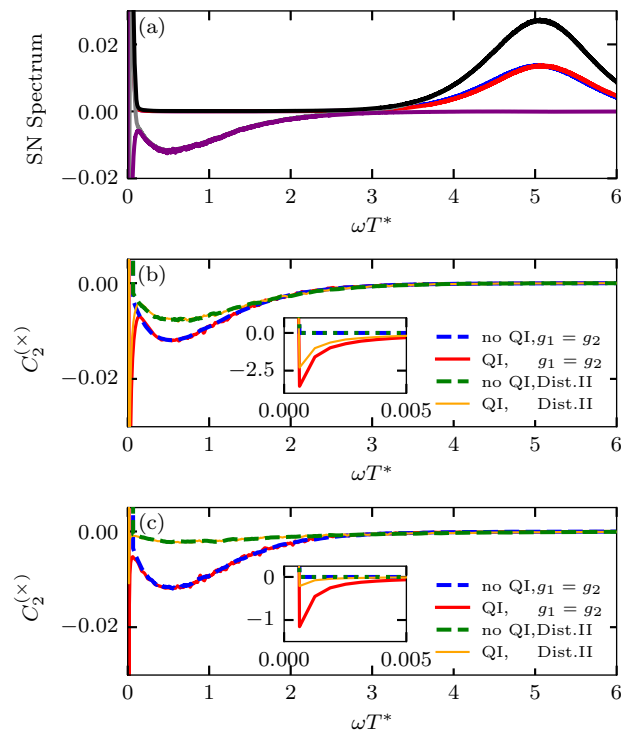 (a)
SN Spectrum
0.02
0.00
−0.02
0 1 2 3 4 5 6
ωT*
(b)
C₂^(×)
0.00
−0.02
0.0
−2.5
0.000 0.005
no QI, g₁ = g₂
QI, g₁ = g₂
no QI, Dist.II
QI, Dist.II
0 1 2 3 4 5 6
ωT*
(c)
C₂^(×)
0.00
−0.02
0
−1
0.000 0.005
no QI, g₁ = g₂
QI, g₁ = g₂
no QI, Dist.II
QI, Dist.II
0 1 2 3 4 5 6
ωT*